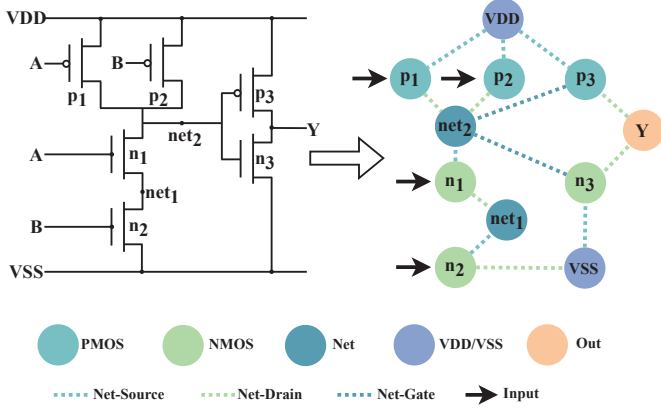 VDD
A
B
p1
p2
p3
net2
Y
A
n1
n3
net1
B
n2
VSS
VDD
p1
p2
p3
net2
Y
n1
n3
net1
n2
VSS
PMOS
NMOS
Net
VDD/VSS
Out
Net-Source
Net-Drain
Net-Gate
Input